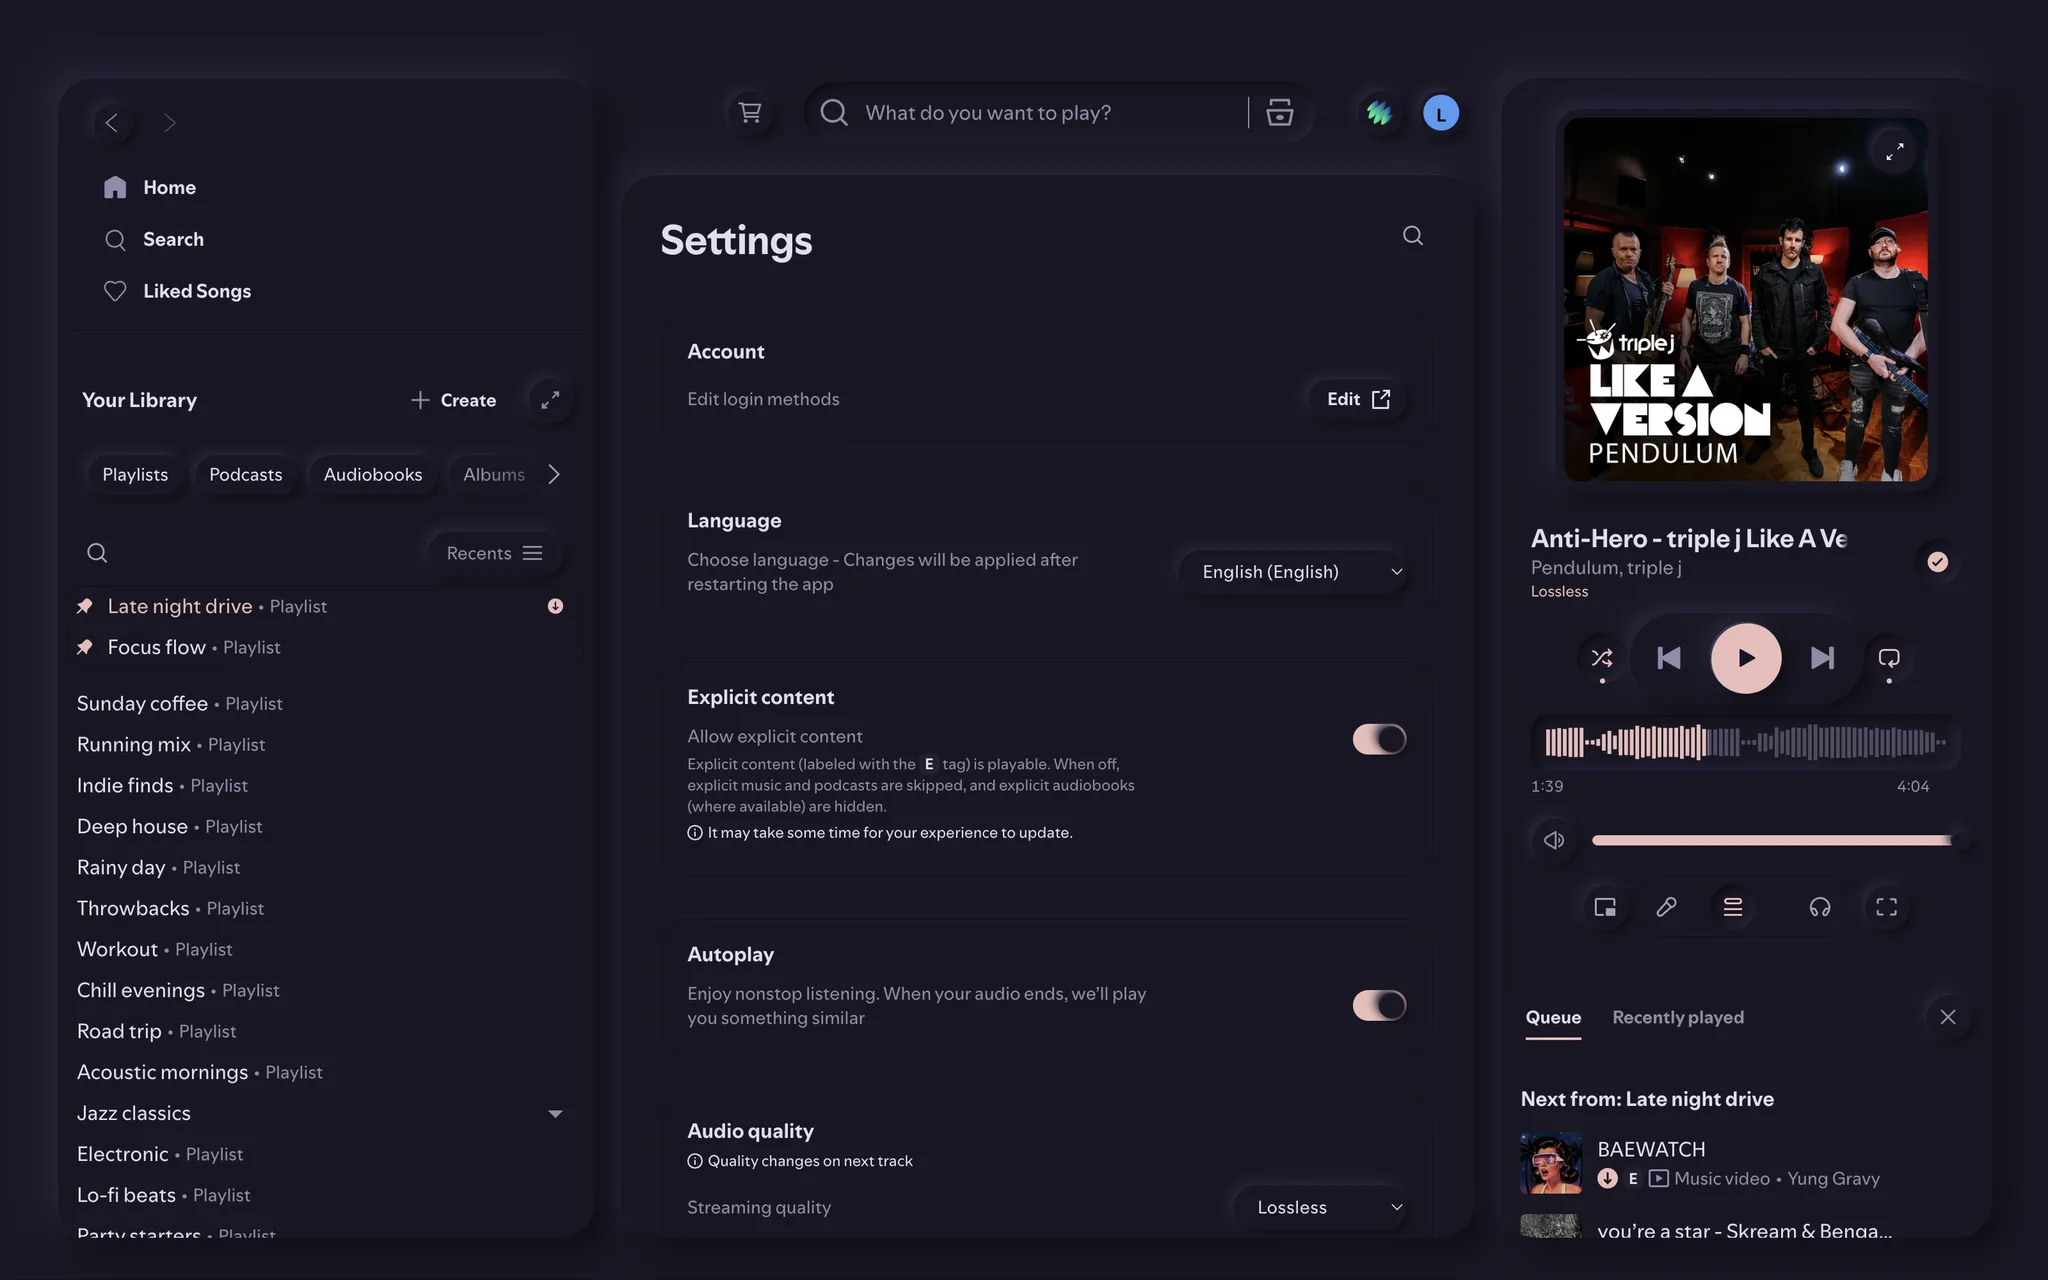 Home
Search
Liked Songs
Your Library
Create
Playlists
Podcasts
Audiobooks
Albums
Recents
Late night drive • Playlist
Focus flow • Playlist
Sunday coffee • Playlist
Running mix • Playlist
Indie finds • Playlist
Deep house • Playlist
Rainy day • Playlist
Throwbacks • Playlist
Workout • Playlist
Chill evenings • Playlist
Road trip • Playlist
Acoustic mornings • Playlist
Jazz classics
Electronic • Playlist
Lo-fi beats • Playlist
Party starters • Playlist
What do you want to play?
L
Settings
Account
Edit login methods
Edit
Language
Choose language - Changes will be applied after
restarting the app
English (English)
Explicit content
Allow explicit content
Explicit content (labeled with the E tag) is playable. When off,
explicit music and podcasts are skipped, and explicit audiobooks
(where available) are hidden.
It may take some time for your experience to update.
Autoplay
Enjoy nonstop listening. When your audio ends, we'll play
you something similar
Audio quality
Quality changes on next track
Streaming quality
Lossless
triple j
LIKE A
VERSION
PENDULUM
Anti-Hero - triple j Like A Ve
Pendulum, triple j
Lossless
1:39
4:04
Queue
Recently played
Next from: Late night drive
BAEWATCH
E Music video • Yung Gravy
you're a star - Skream & Benga...